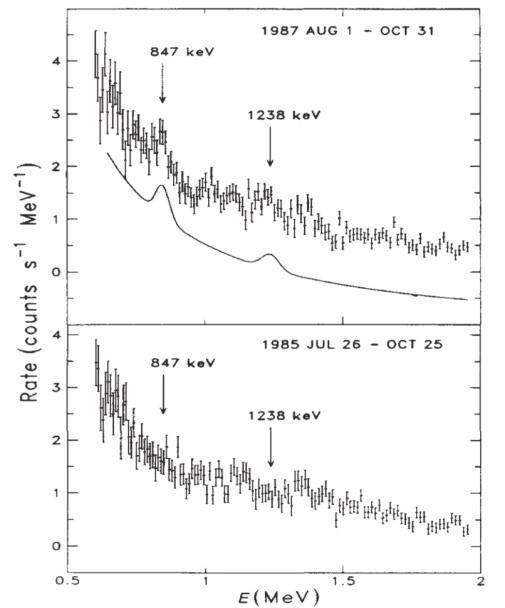 1987 AUG 1 – OCT 31
847 keV
1238 keV
4
3
2
1
0
Rate (counts s⁻¹ MeV⁻¹)
1985 JUL 26 – OCT 25
847 keV
1238 keV
4
3
2
1
0
0.5 1 1.5 2
E (MeV)